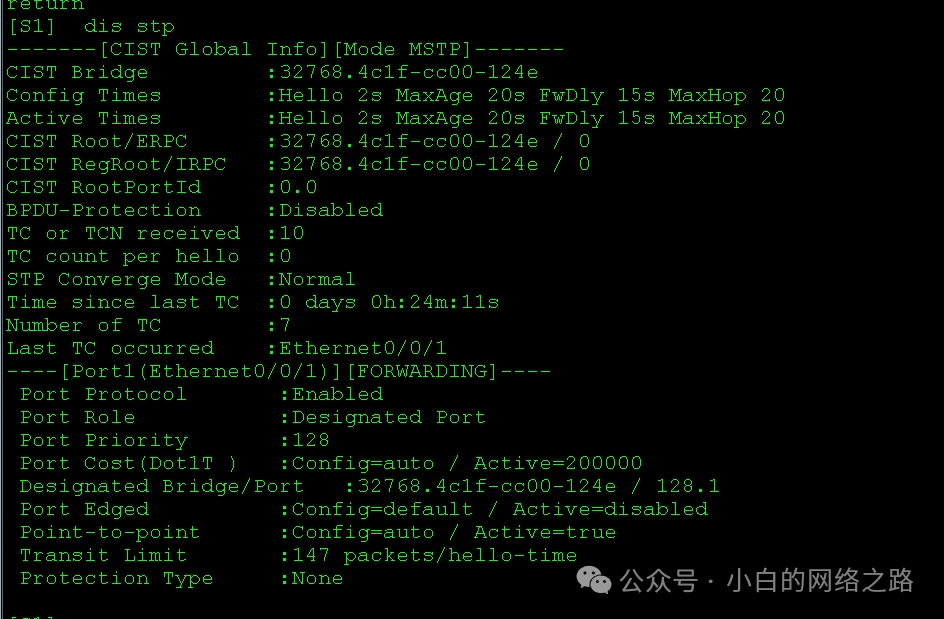 return
[S1]  dis stp
-------[CIST Global Info][Mode MSTP]-------
CIST Bridge         :32768.4c1f-cc00-124e
Config Times        :Hello 2s MaxAge 20s FwDly 15s MaxHop 20
Active Times        :Hello 2s MaxAge 20s FwDly 15s MaxHop 20
CIST Root/ERPC      :32768.4c1f-cc00-124e / 0
CIST RegRoot/IRPC   :32768.4c1f-cc00-124e / 0
CIST RootPortId     :0.0
BPDU-Protection     :Disabled
TC or TCN received  :10
TC count per hello  :0
STP Converge Mode   :Normal
Time since last TC  :0 days 0h:24m:11s
Number of TC        :7
Last TC occurred    :Ethernet0/0/1
----[Port1(Ethernet0/0/1)][FORWARDING]----
 Port Protocol       :Enabled
 Port Role           :Designated Port
 Port Priority       :128
 Port Cost(Dot1T )   :Config=auto / Active=200000
 Designated Bridge/Port   :32768.4c1f-cc00-124e / 128.1
 Port Edged          :Config=default / Active=disabled
 Point-to-point      :Config=auto / Active=true
 Transit Limit       :147 packets/hello-time
 Protection Type     :None
公众号 · 小白的网络之路